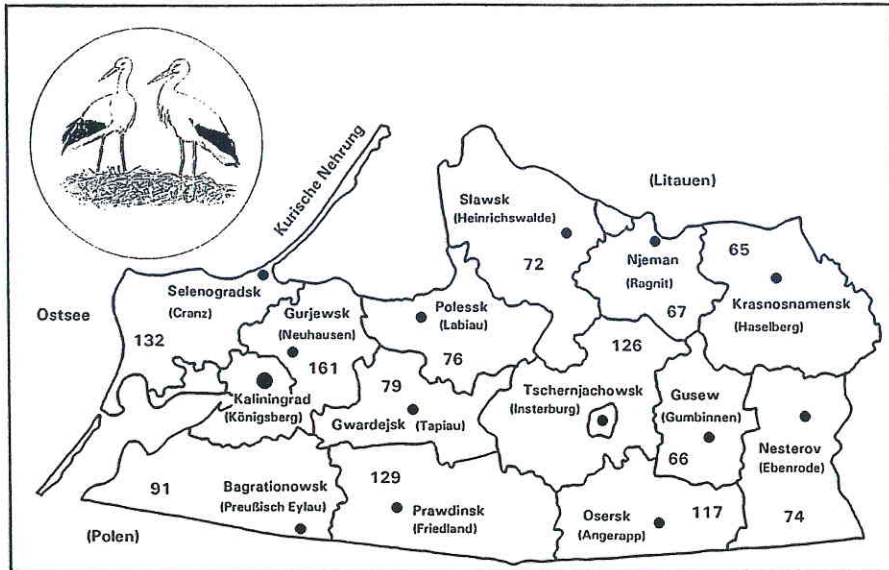 Kurische Nehrung
Slawsk
(Heinrichswalde)
72
(Litauen)
Njeman
(Ragnit)
67
65
Krasnosnamensk
(Haselberg)
Ostsee
Selenogradsk
(Cranz)
132
Gurjewsk
(Neuhausen)
161
Polessk
(Labiau)
76
126
Tschernjachowsk
(Insterburg)
Kaliningrad
(Königsberg)
79
Gwardejsk (Tapiau)
Gusew
(Gumbinnen)
66
Nesterov
(Ebenrode)
74
91
Bagrationowsk
(Preußisch Eylau)
129
Prawdinsk
(Friedland)
Osersk
(Angerapp)
117
(Polen)